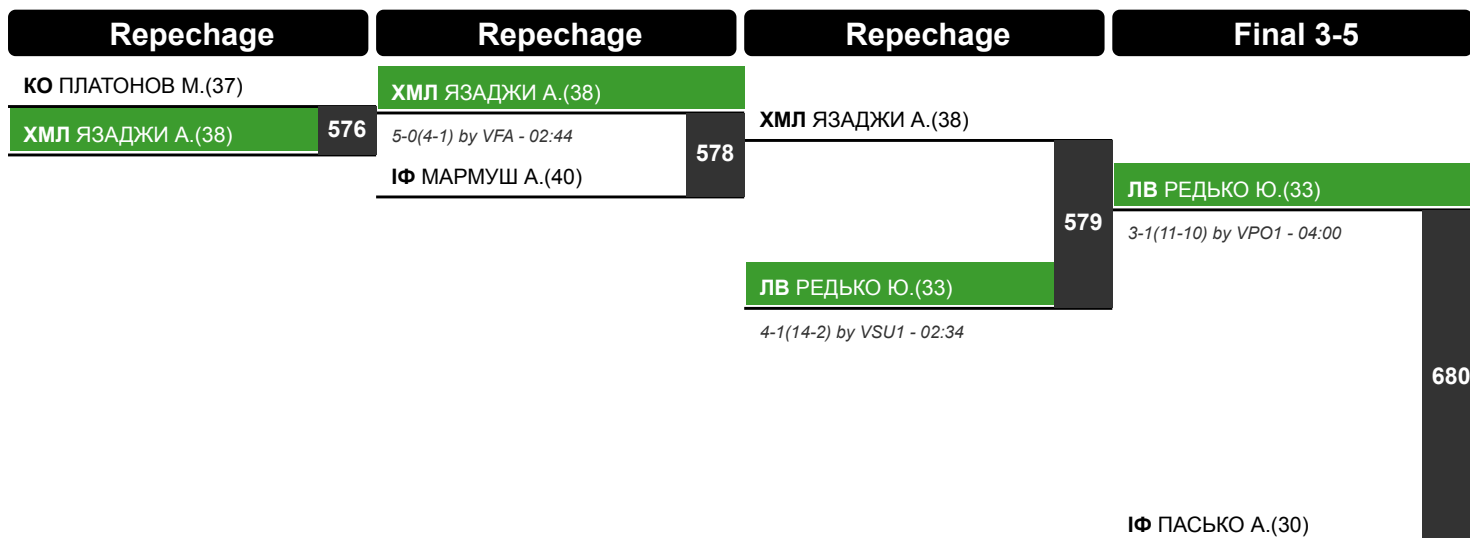 Repechage
Repechage
Repechage
Final 3-5
КО ПЛАТОНОВ М.(37)
ХМЛ ЯЗАДЖИ А.(38)
576
ХМЛ ЯЗАДЖИ А.(38)
5-0(4-1) by VFA - 02:44
578
ІФ МАРМУШ А.(40)
ХМЛ ЯЗАДЖИ А.(38)
579
ЛВ РЕДЬКО Ю.(33)
4-1(14-2) by VSU1 - 02:34
ЛВ РЕДЬКО Ю.(33)
3-1(11-10) by VPO1 - 04:00
680
ІФ ПАСЬКО А.(30)